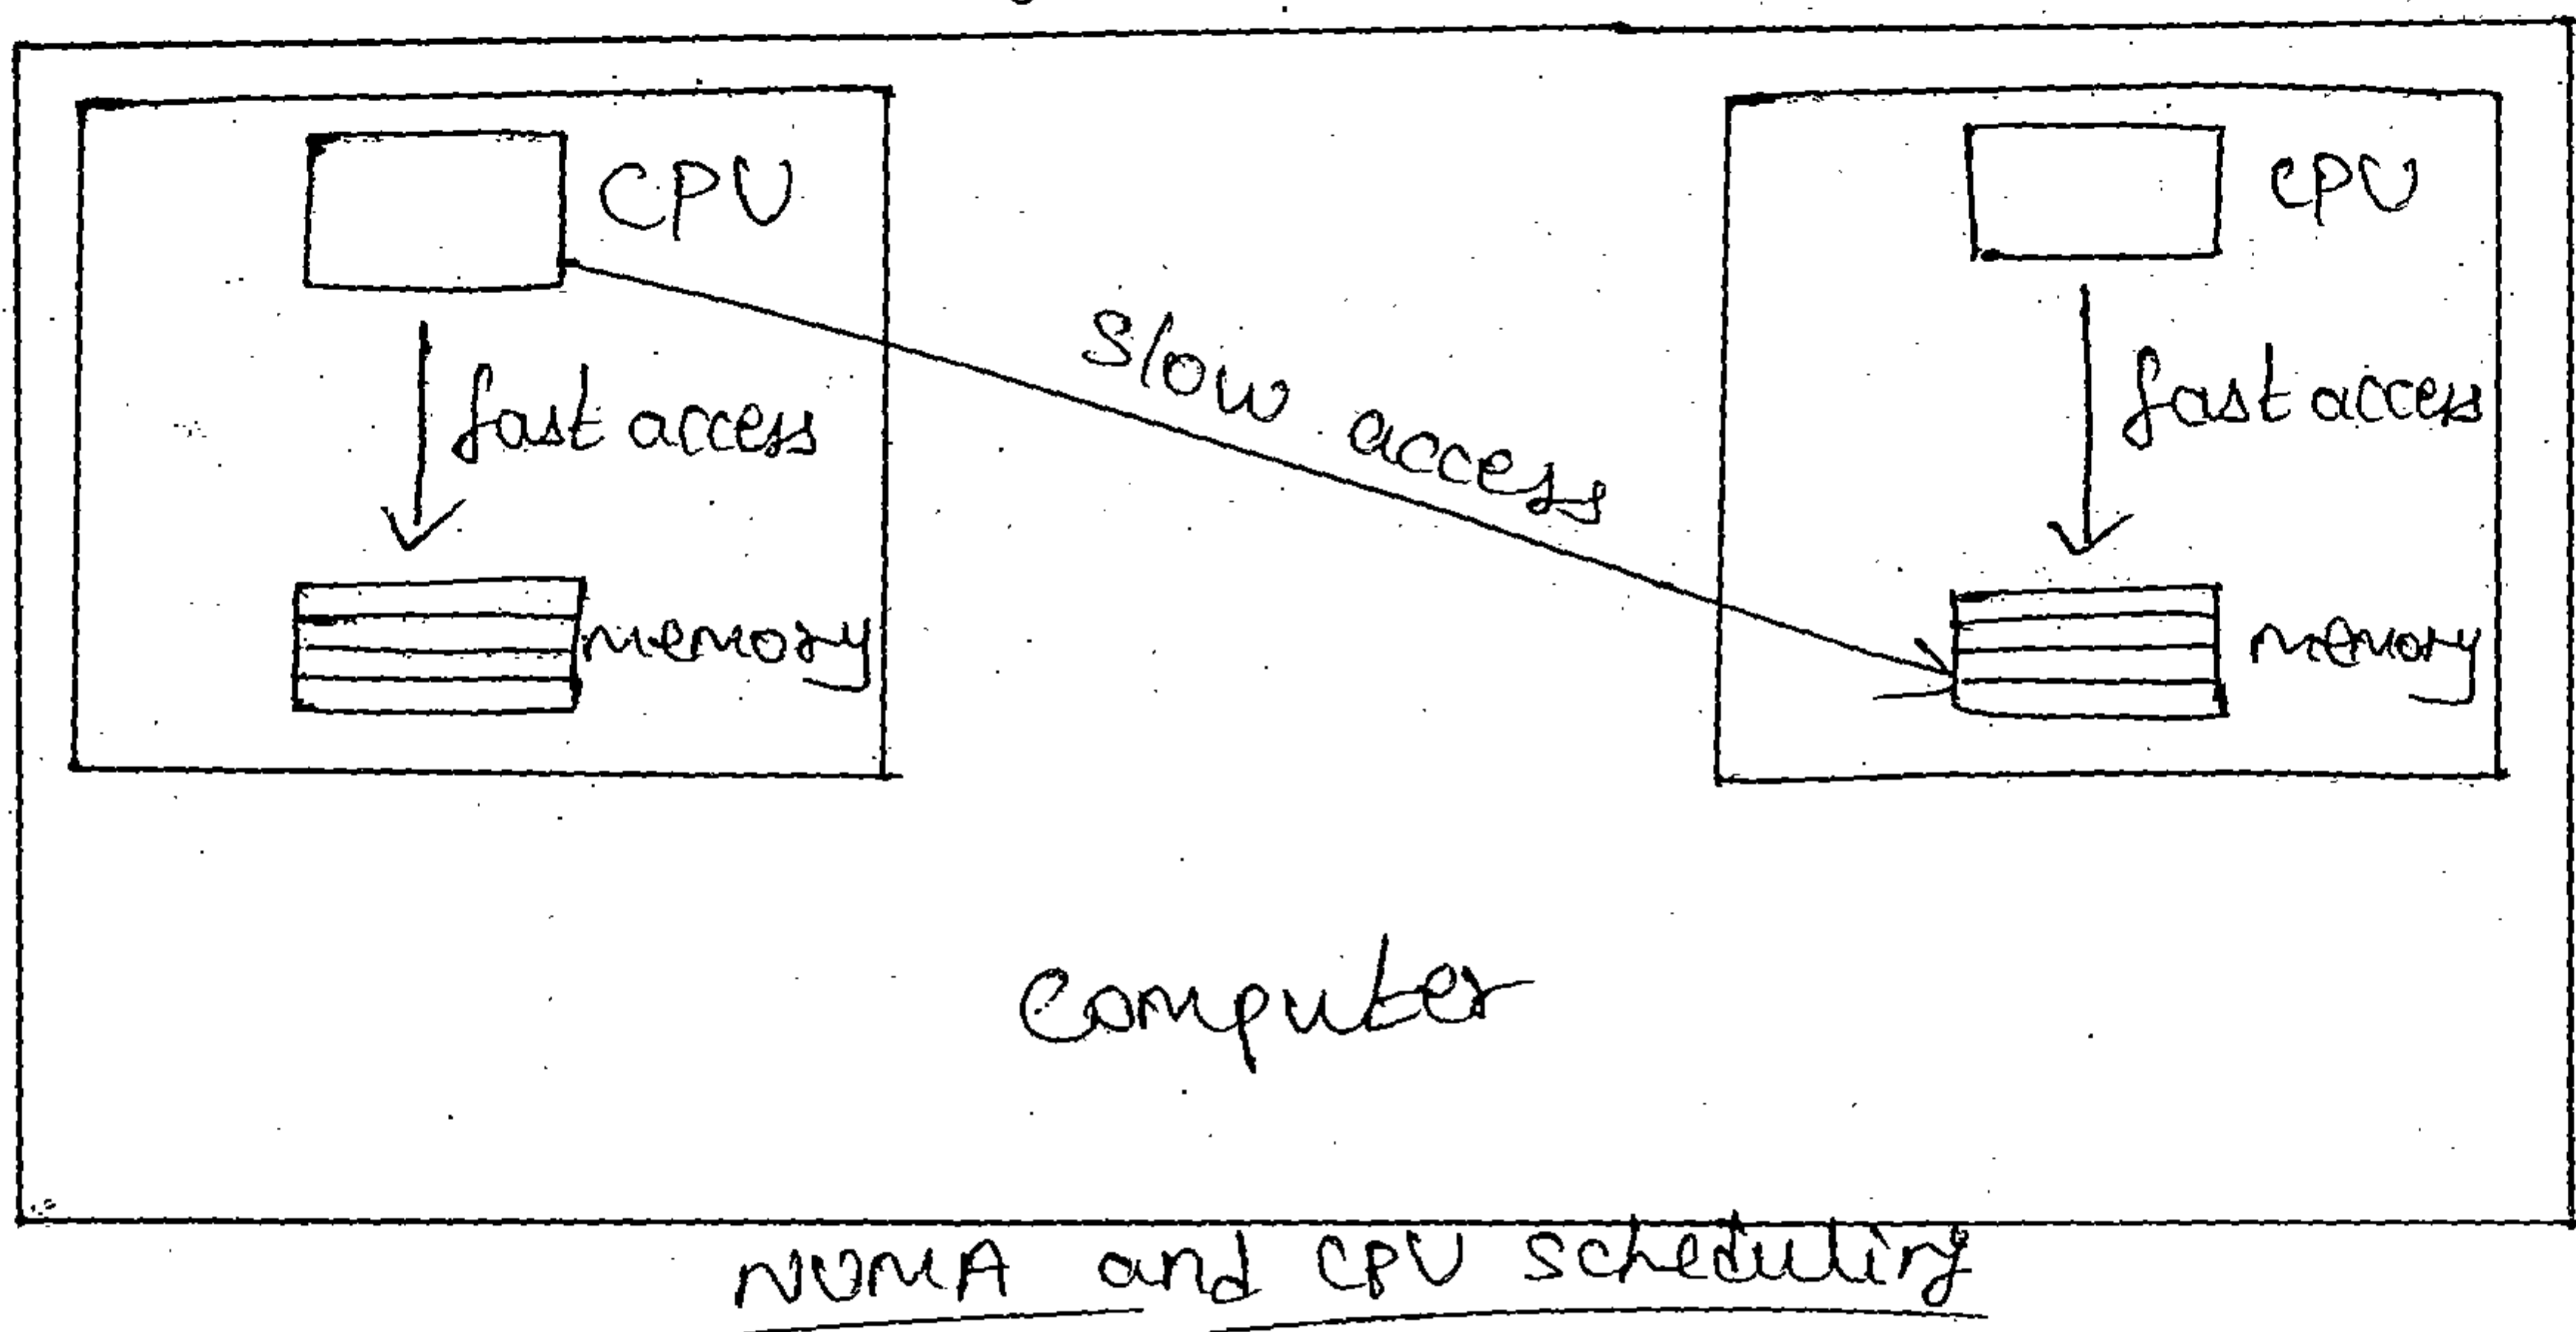 CPU
CPU
Slow access
fast access
fast access
memory
memory
Computer
NUMA and CPU Scheduling